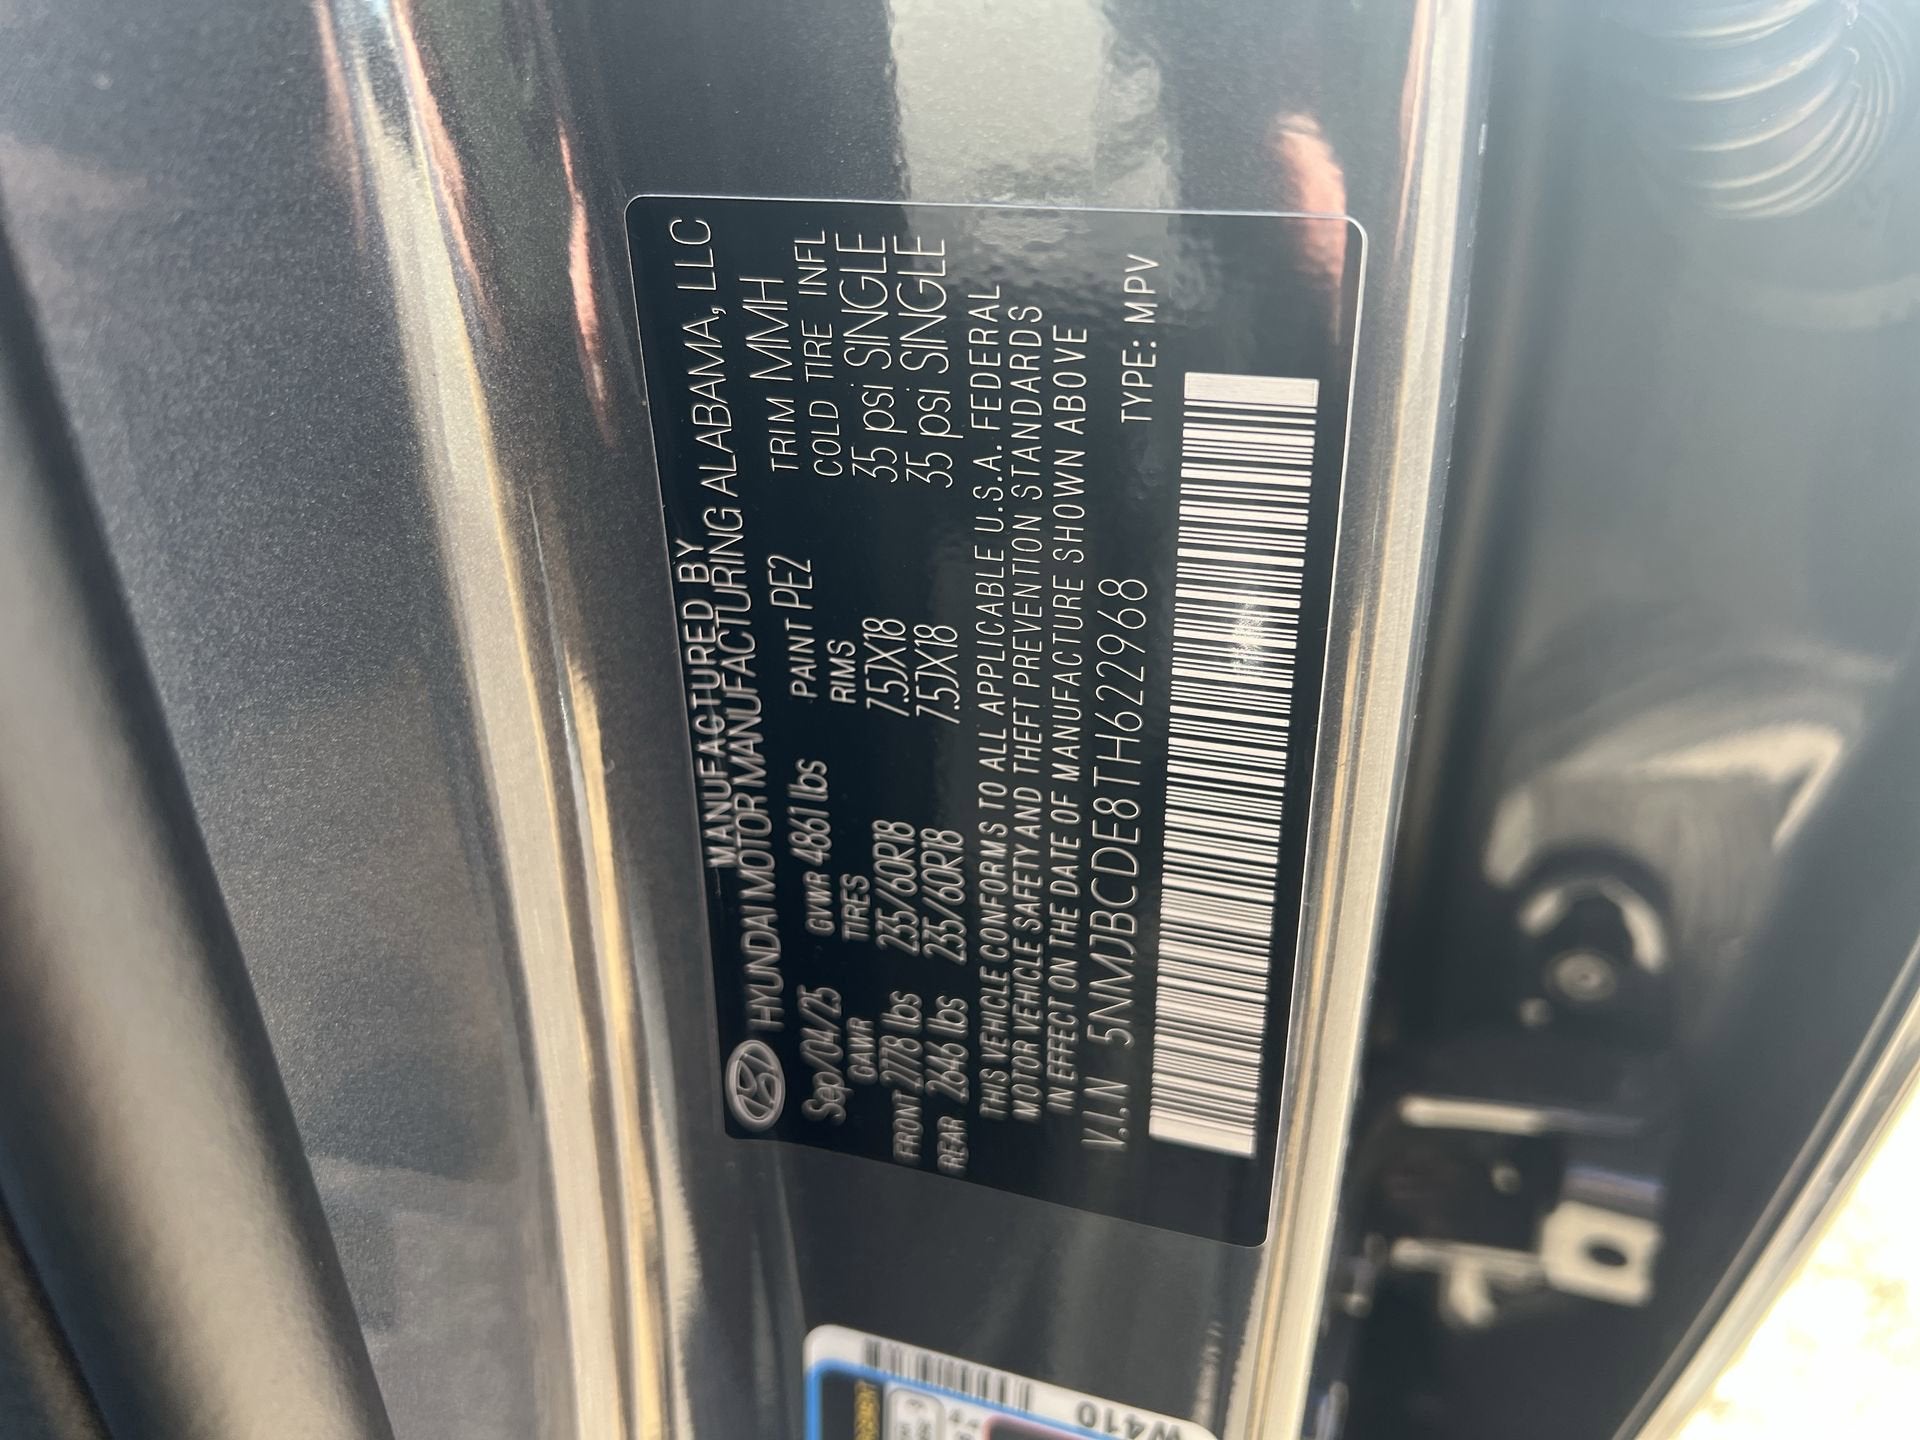 MANUFACTURED BY
HYUNDAI MOTOR MANUFACTURING ALABAMA, LLC
Sep/04/25 GVWR 4861 lbs PAINT PE2 TRIM MMH
GAWR TIRES RIMS COLD TIRE INFL
FRONT 2778 lbs 235/60R18 7.5JX18 35 psi SINGLE
REAR 2646 lbs 235/60R18 7.5JX18 35 psi SINGLE
THIS VEHICLE CONFORMS TO ALL APPLICABLE U.S.A. FEDERAL
MOTOR VEHICLE SAFETY AND THEFT PREVENTION STANDARDS
IN EFFECT ON THE DATE OF MANUFACTURE SHOWN ABOVE
V.I.N 5NMJBCDE8TH622968 TYPE: MPV
W410